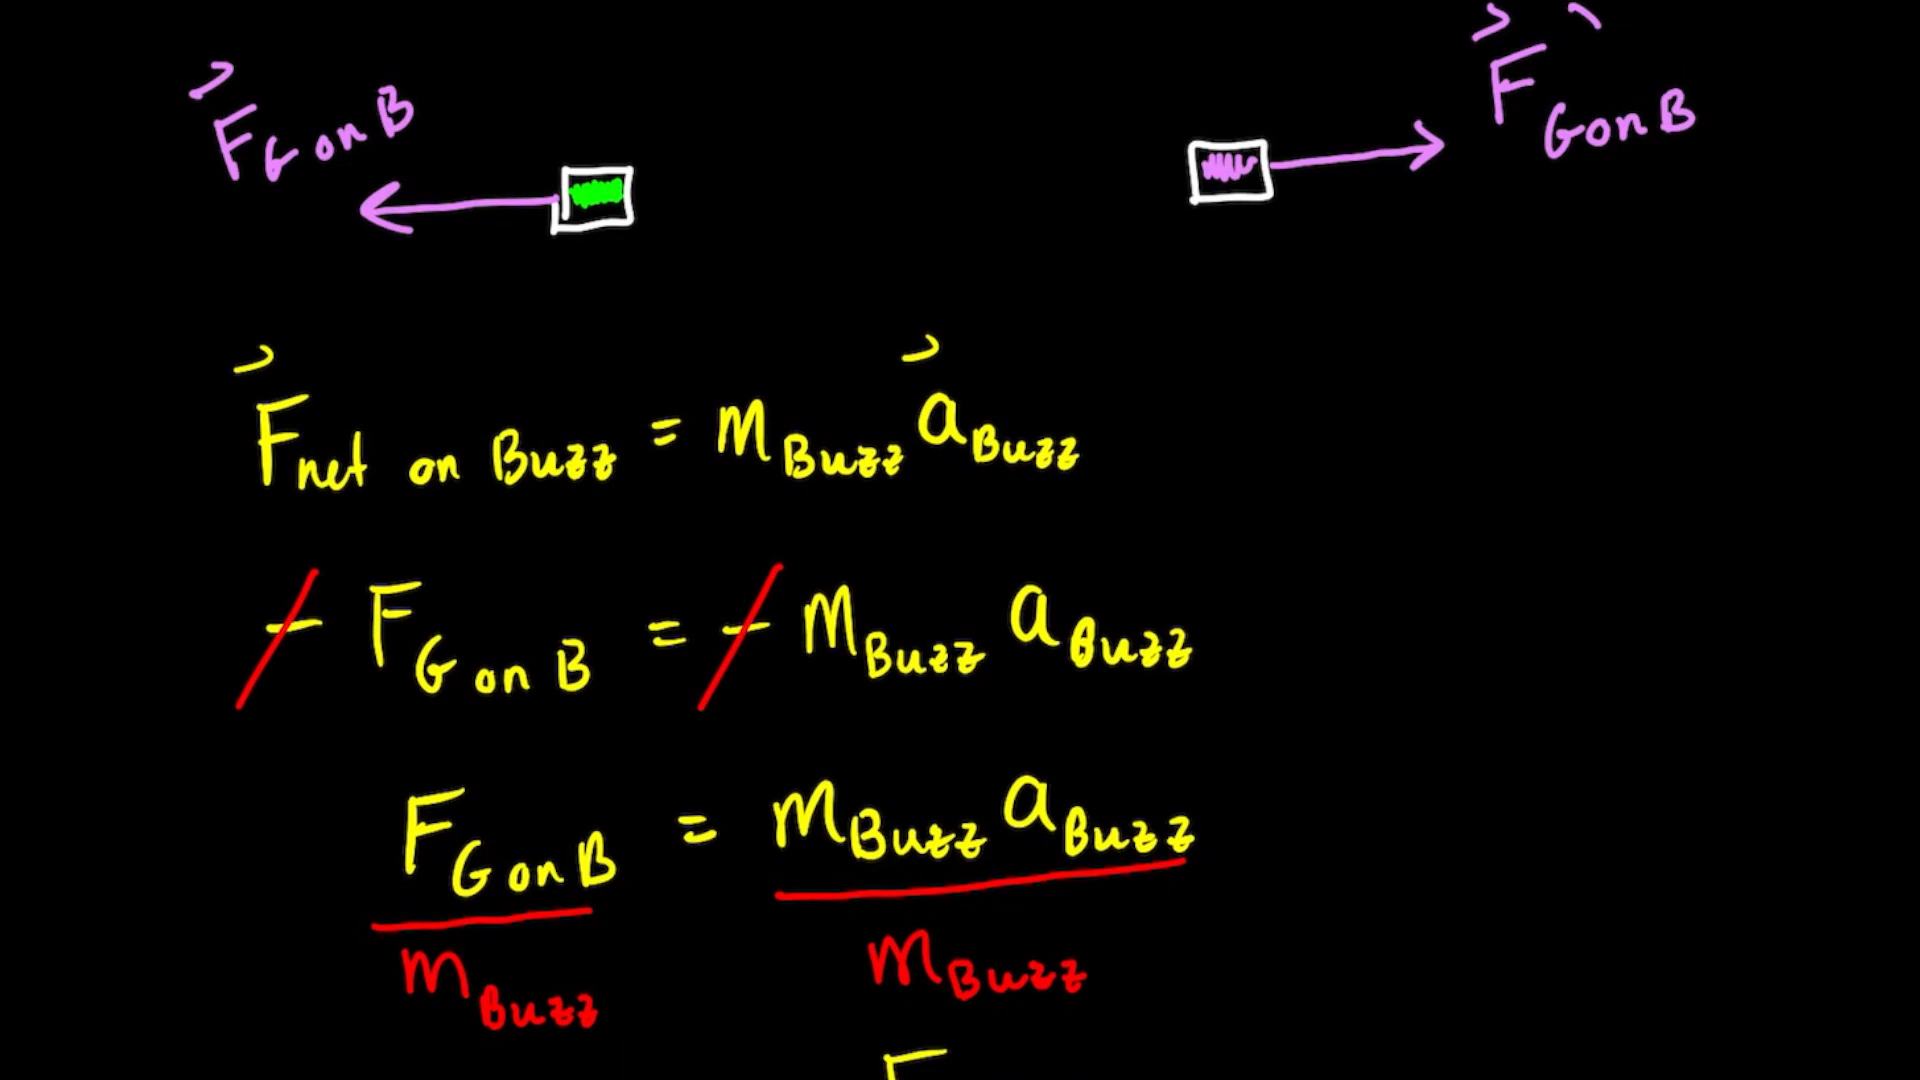 F⃗ G on B
F⃗ G on B
F⃗ net on Buzz = m Buzz a⃗ Buzz
- F G on B = - m Buzz a Buzz
F G on B = m Buzz a Buzz
m Buzz m Buzz